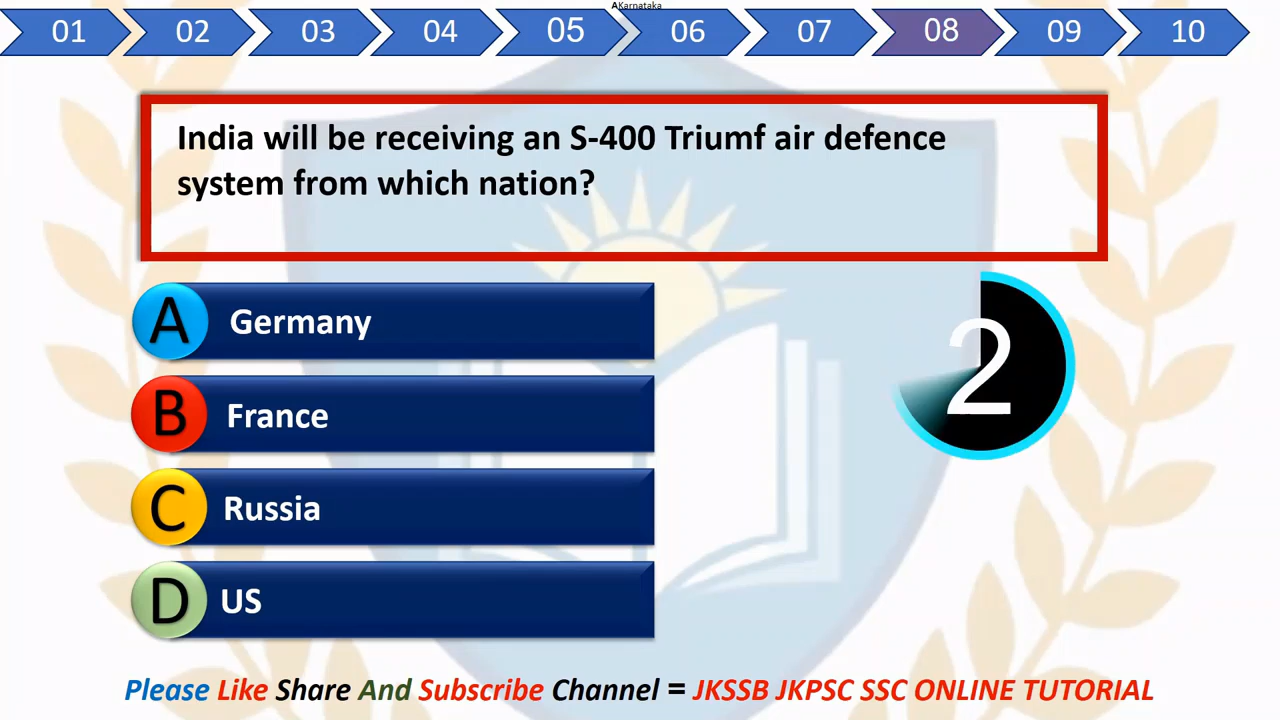 AKarnataka
01 02 03 04 05 06 07 08 09 10
India will be receiving an S-400 Triumf air defence
system from which nation?
A Germany
2
B France
C Russia
D US
Please Like Share And Subscribe Channel = JKSSB JKPSC SSC ONLINE TUTORIAL